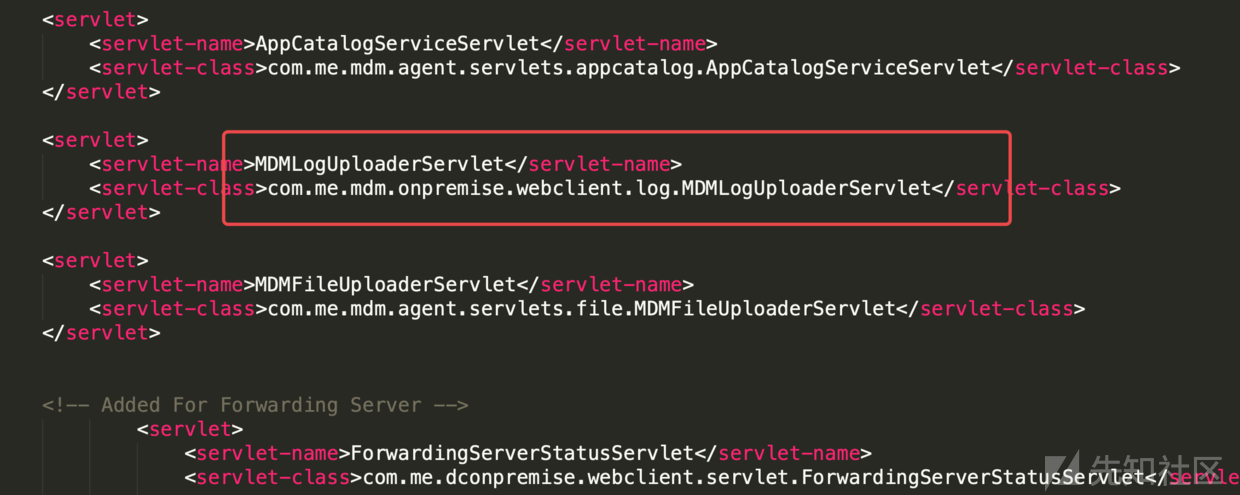 <servlet>
<servlet-name>AppCatalogServiceServlet</servlet-name>
<servlet-class>com.me.mdm.agent.servlets.appcatalog.AppCatalogServiceServlet</servlet-class>
</servlet>
<servlet>
<servlet-name>MDMLogUploaderServlet</servlet-name>
<servlet-class>com.me.mdm.onpremise.webclient.log.MDMLogUploaderServlet</servlet-class>
</servlet>
<servlet>
<servlet-name>MDMFileUploaderServlet</servlet-name>
<servlet-class>com.me.mdm.agent.servlets.file.MDMFileUploaderServlet</servlet-class>
</servlet>
<!-- Added For Forwarding Server -->
<servlet>
<servlet-name>ForwardingServerStatusServlet</servlet-name>
<servlet-class>com.me.dconpremise.webclient.servlet.ForwardingServerStatusServlet</servle
先知社区